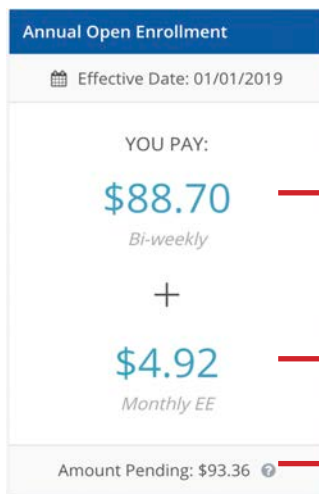 Annual Open Enrollment
Effective Date: 01/01/2019
YOU PAY:
$88.70
Bi-weekly
+
$4.92
Monthly EE
Amount Pending: $93.36 ?